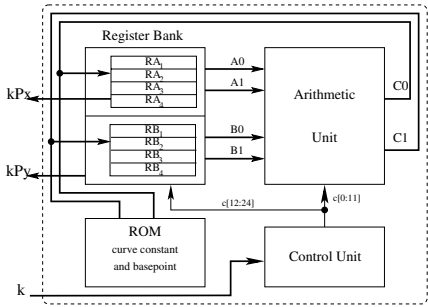 Register Bank
RA1
RA2
RA3
RA4
A0
A1
C0
kPx
Arithmetic
Unit
RB1
RB2
RB3
RB4
B0
B1
C1
kPy
c[12:24]
c[0:11]
ROM
curve constant
and basepoint
Control Unit
k